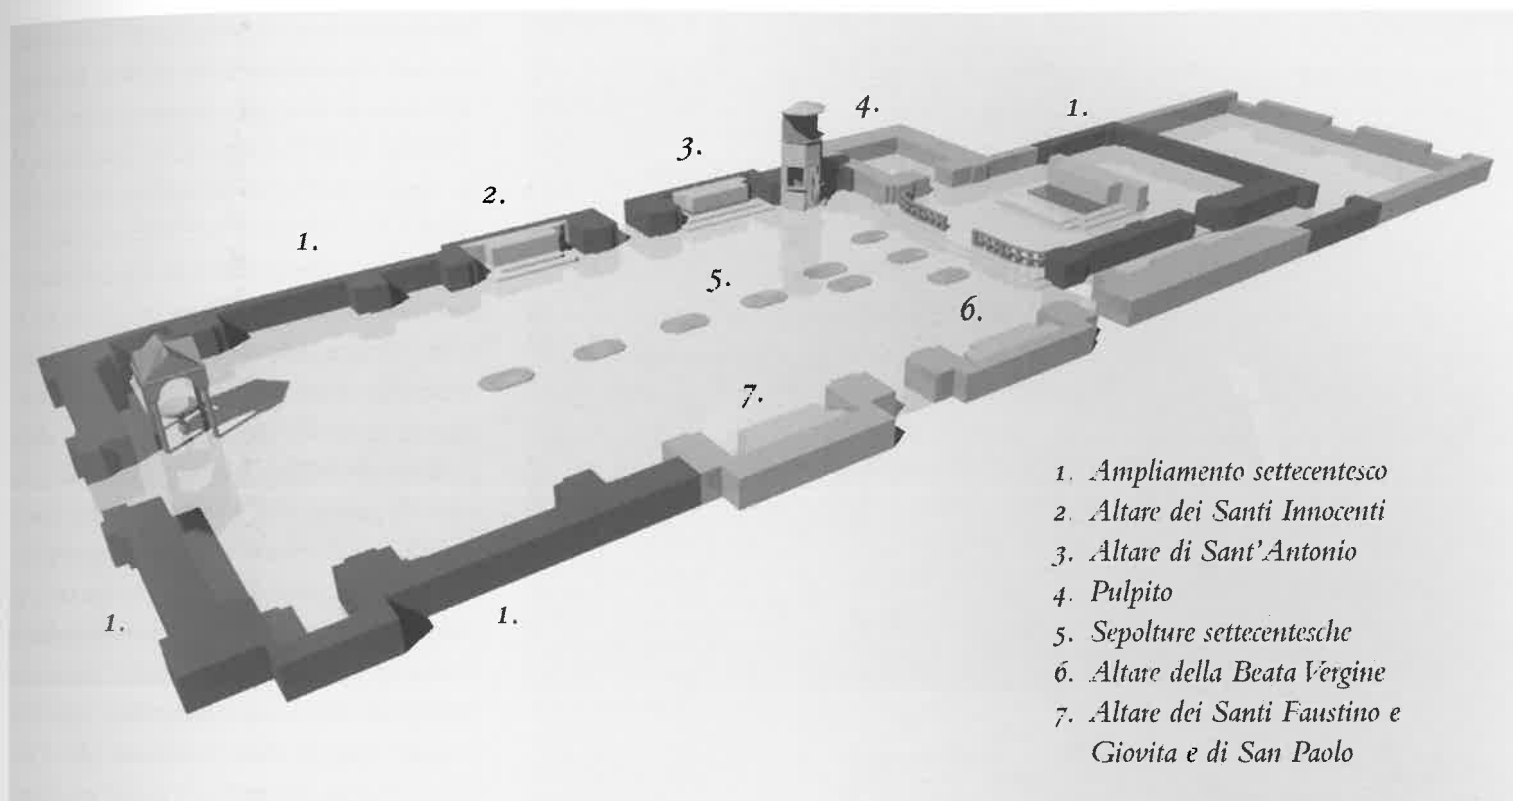 4.
1.
3.
2.
1.
5.
6.
7.
1.
1.
1. Ampliamento settecentesco
2. Altare dei Santi Innocenti
3. Altare di Sant'Antonio
4. Pulpito
5. Sepolture settecentesche
6. Altare della Beata Vergine
7. Altare dei Santi Faustino e
Giovita e di San Paolo